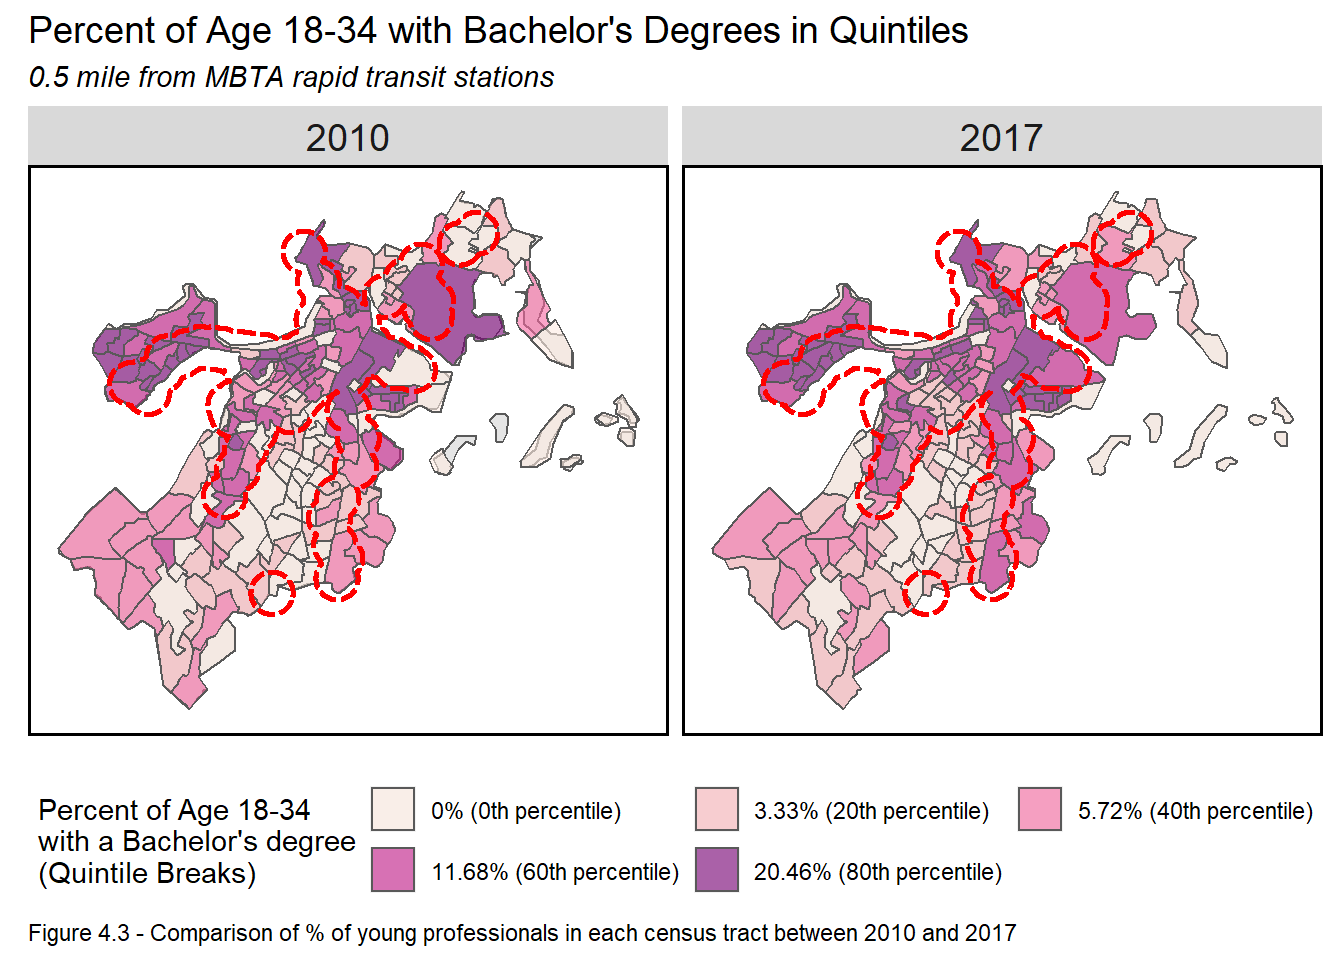 Percent of Age 18-34 with Bachelor's Degrees in Quintiles
0.5 mile from MBTA rapid transit stations
2010
2017
Percent of Age 18-34
with a Bachelor's degree
(Quintile Breaks)
0% (0th percentile)
3.33% (20th percentile)
5.72% (40th percentile)
11.68% (60th percentile)
20.46% (80th percentile)
Figure 4.3 - Comparison of % of young professionals in each census tract between 2010 and 2017